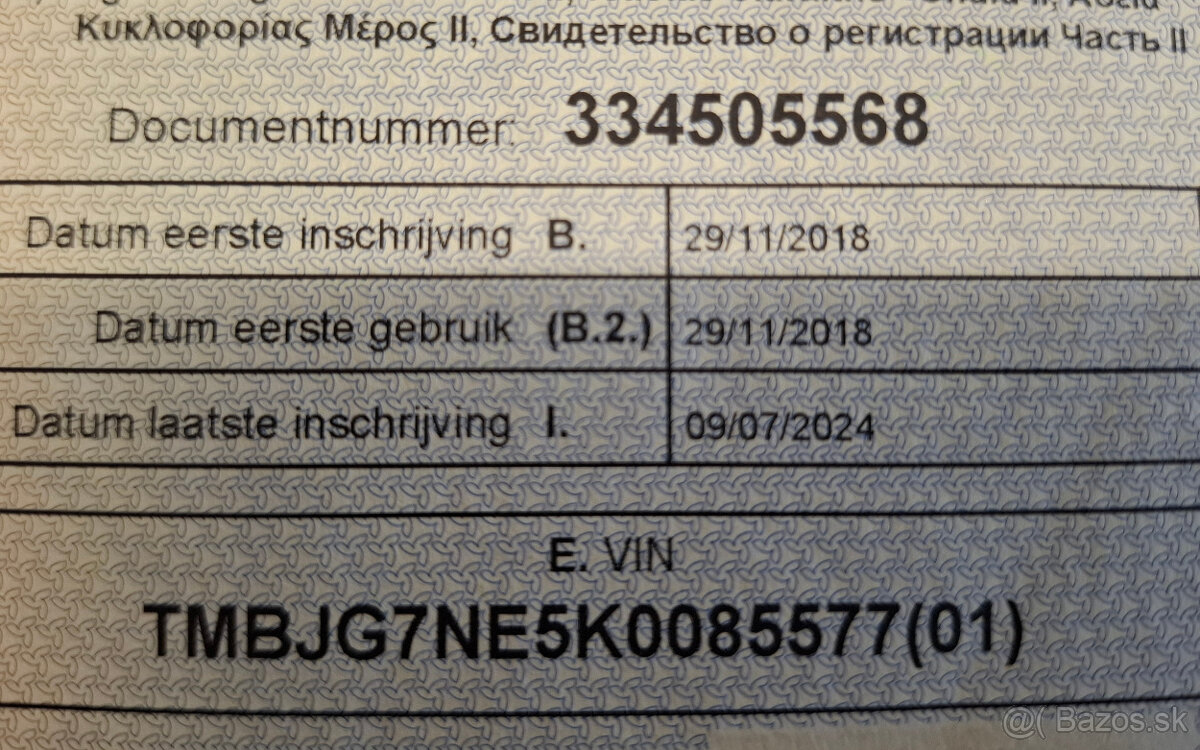 Κυκλοφορίας Μέρος II, Свидетельство о регистрации Часть II
Documentnummer: 334505568
Datum eerste inschrijving B. 29/11/2018
Datum eerste gebruik (B.2.) 29/11/2018
Datum laatste inschrijving I. 09/07/2024
E. VIN
TMBJG7NE5K0085577(01)
@( Bazos.sk